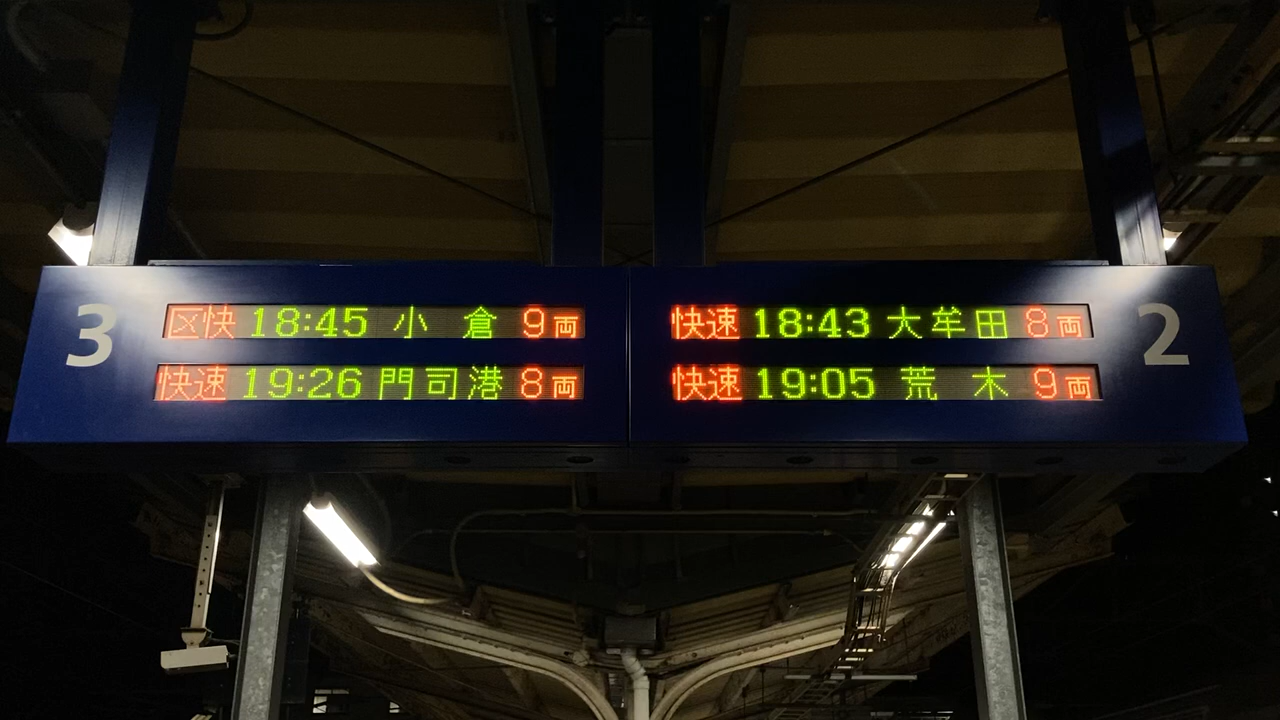 3
区快 18:45 小倉 9両
快速 19:26 門司港 8両
快速 18:43 大牟田 8両
快速 19:05 荒木 9両
2